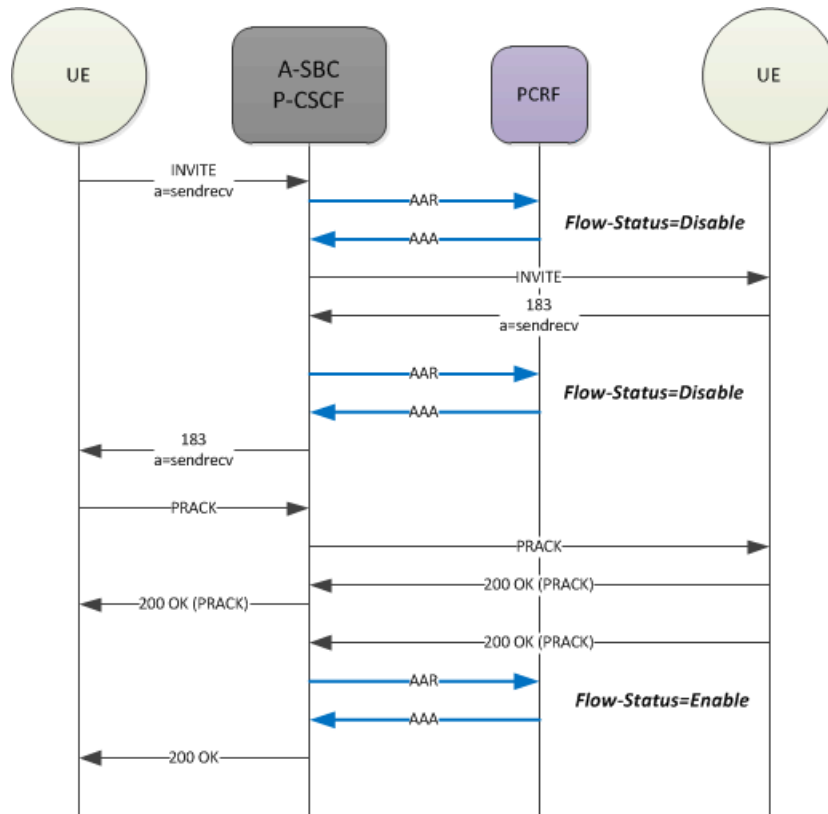 UE
A-SBC
P-CSCF
PCRF
UE
INVITE
a=sendrecv
AAR
Flow-Status=Disable
AAA
INVITE
183
a=sendrecv
AAR
Flow-Status=Disable
AAA
183
a=sendrecv
PRACK
PRACK
200 OK (PRACK)
200 OK (PRACK)
200 OK (PRACK)
AAR
Flow-Status=Enable
AAA
200 OK